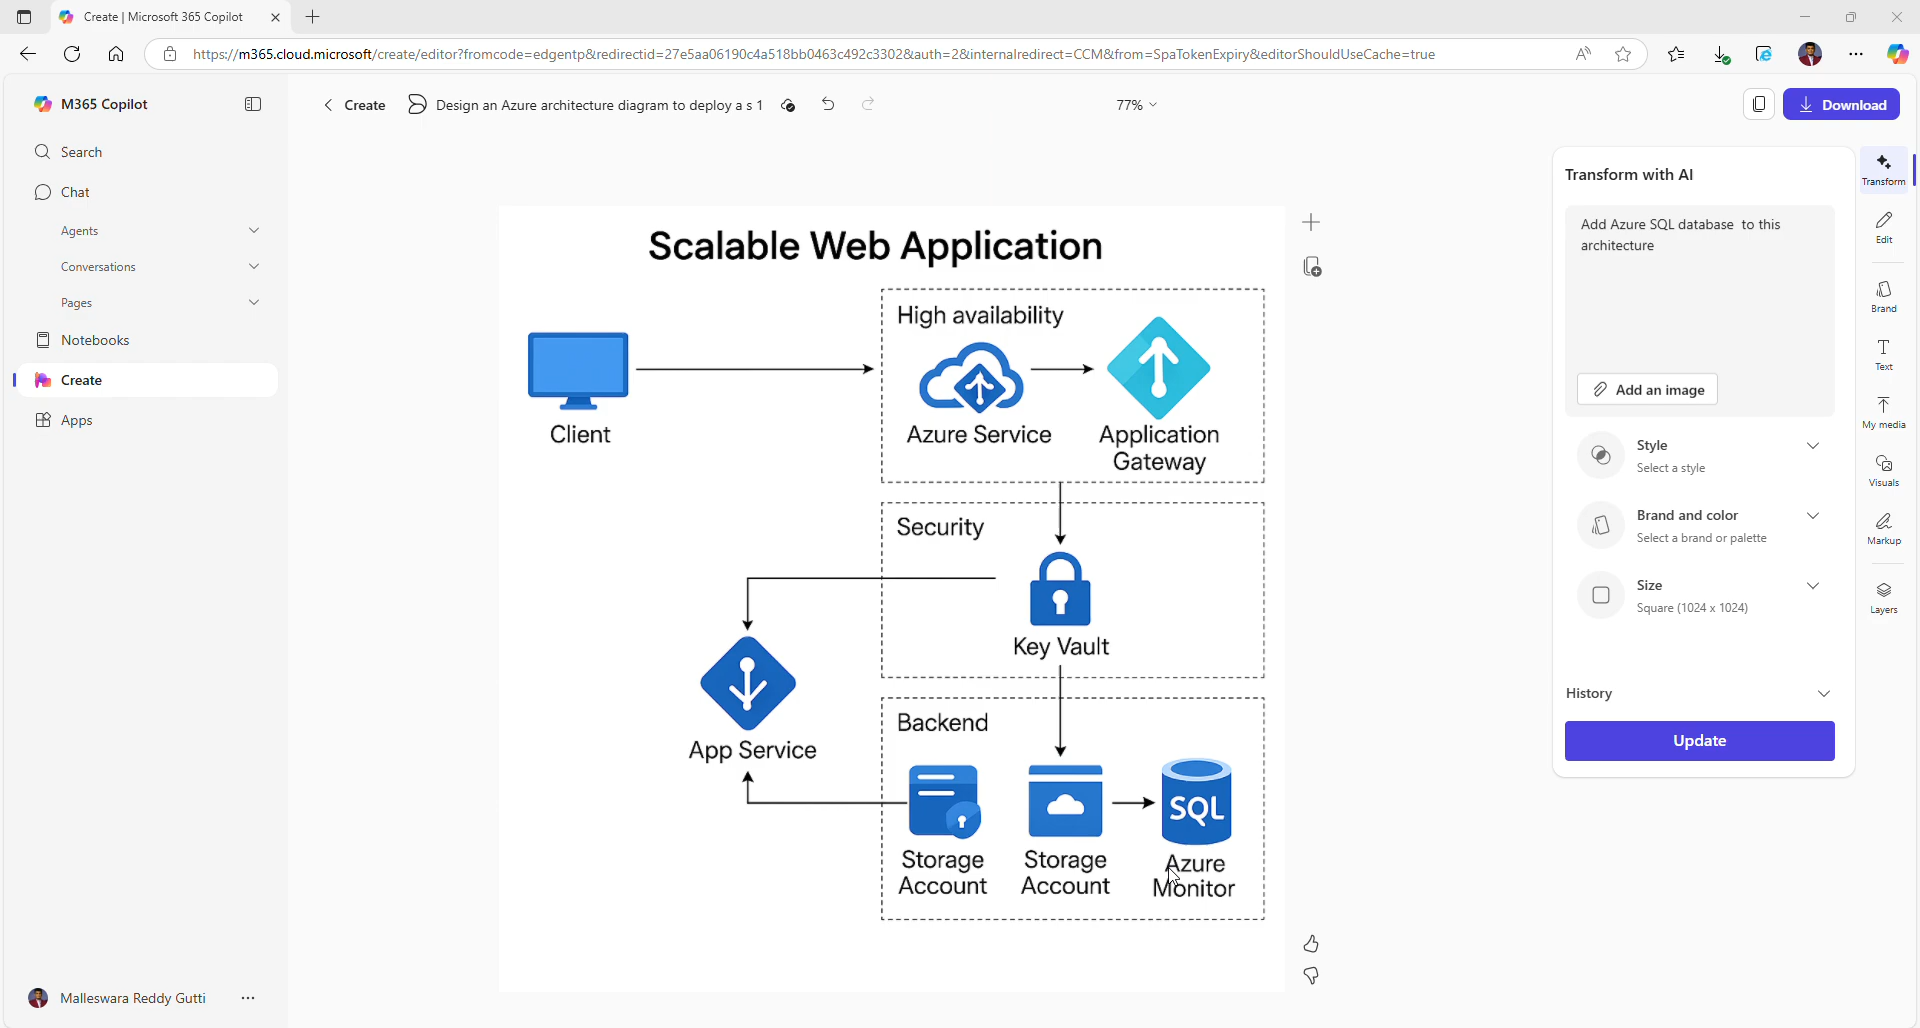 Create | Microsoft 365 Copilot
https://m365.cloud.microsoft/create/editor?fromcode=edgentp&redirectid=27e5aa06190c4a518bb0463c492c3302&auth=2&internalredirect=CCM&from=SpaTokenExpiry&editorShouldUseCache=true
M365 Copilot
Search
Chat
Agents
Conversations
Pages
Notebooks
Create
Apps
Malleswara Reddy Gutti
Create
Design an Azure architecture diagram to deploy a s 1
77%
Download
Scalable Web Application
Client
High availability
Azure Service
Application
Gateway
Security
Key Vault
App Service
Backend
Storage
Account
Storage
Account
SQL
Azure
Monitor
Transform with AI
Add Azure SQL database to this
architecture
Add an image
Style
Select a style
Brand and color
Select a brand or palette
Size
Square (1024 x 1024)
History
Update
Transform
Edit
Brand
Text
My media
Visuals
Markup
Layers